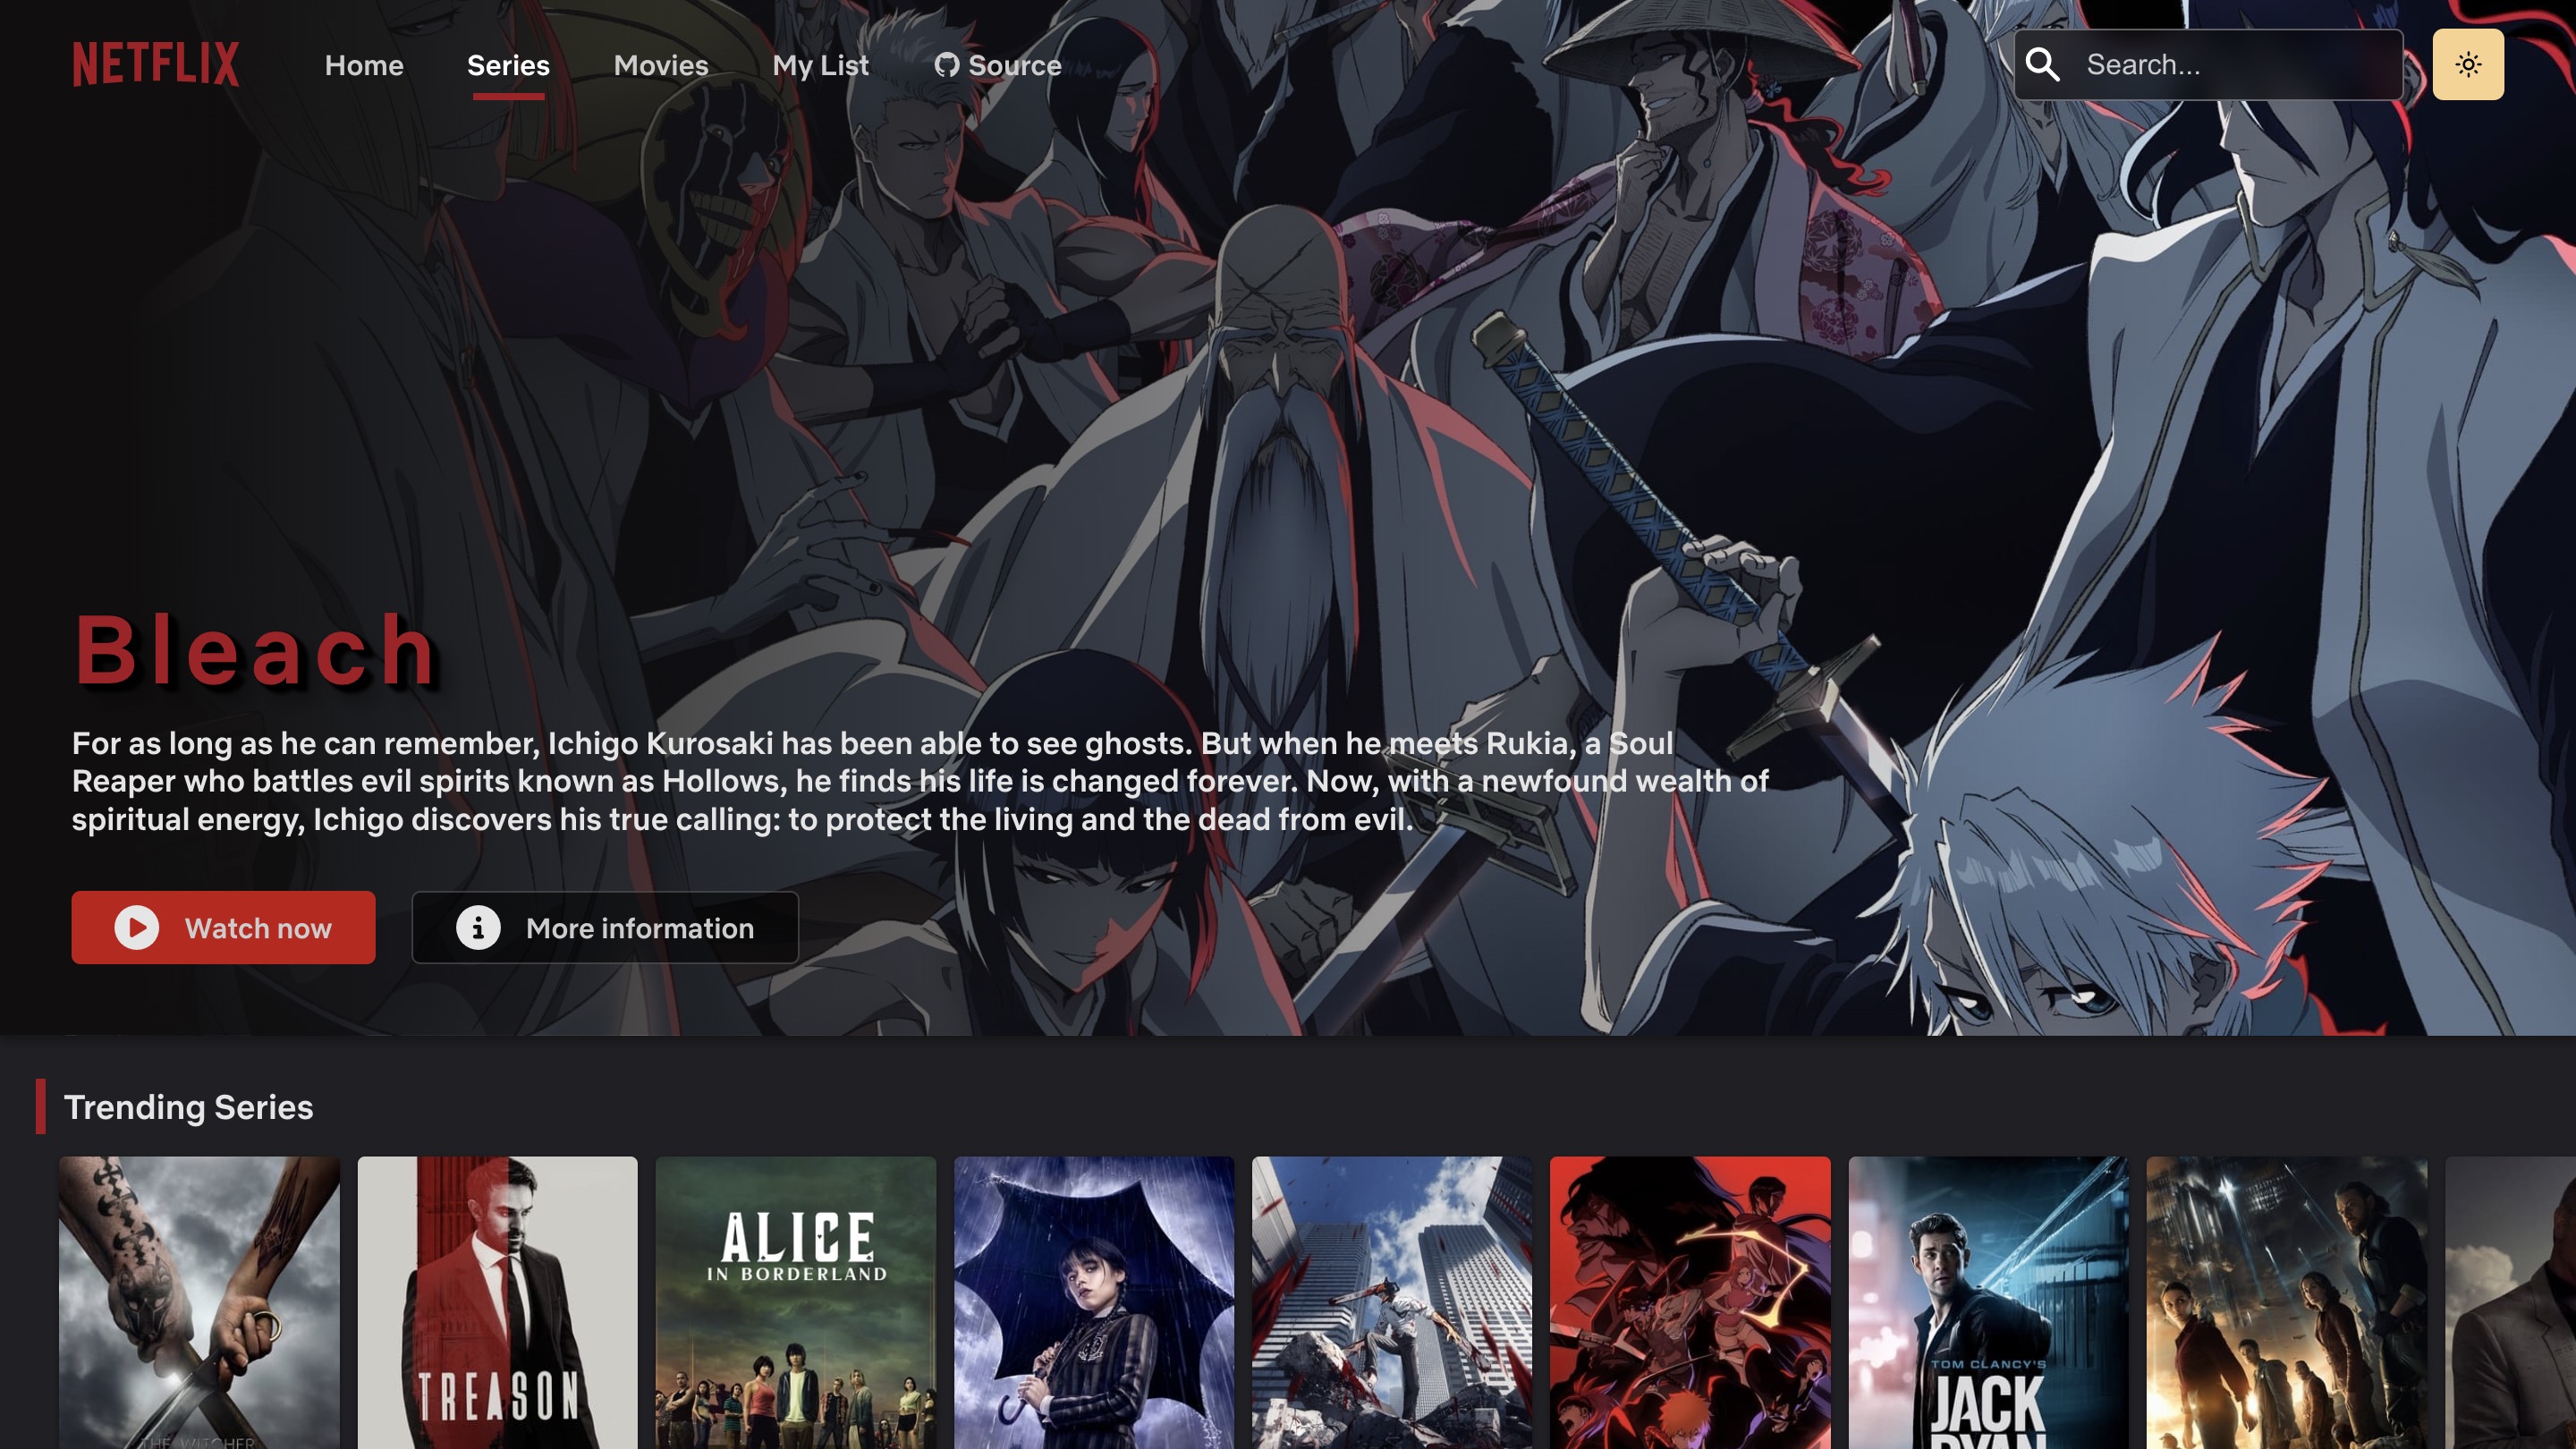 NETFLIX
Home
Series
Movies
My List
Source
Search...
Bleach
For as long as he can remember, Ichigo Kurosaki has been able to see ghosts. But when he meets Rukia, a Soul
Reaper who battles evil spirits known as Hollows, he finds his life is changed forever. Now, with a newfound wealth of
spiritual energy, Ichigo discovers his true calling: to protect the living and the dead from evil.
Watch now
More information
Trending Series
THE WITCHER
TREASON
ALICE
IN BORDERLAND
TOM CLANCY'S
JACK
RYAN